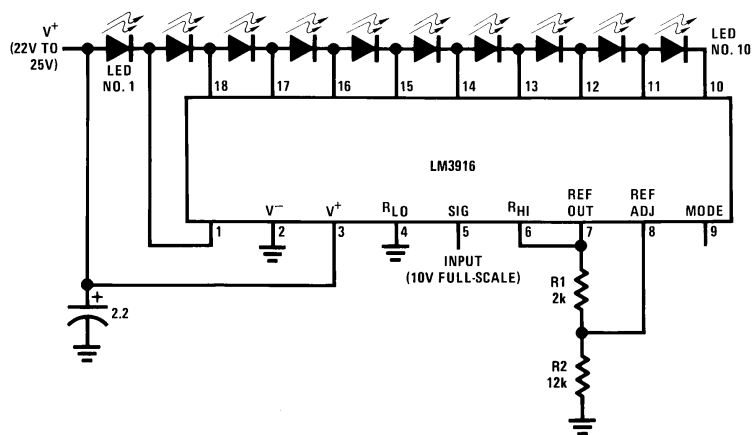 V+
(22V TO
25V)
LED
NO. 1
LED
NO. 10
18
17
16
15
14
13
12
11
10
LM3916
V−
V+
RLO
SIG
RHI
REF
OUT
REF
ADJ
MODE
1
2
3
4
5
6
7
8
9
INPUT
(10V FULL-SCALE)
+
2.2
R1
2k
R2
12k